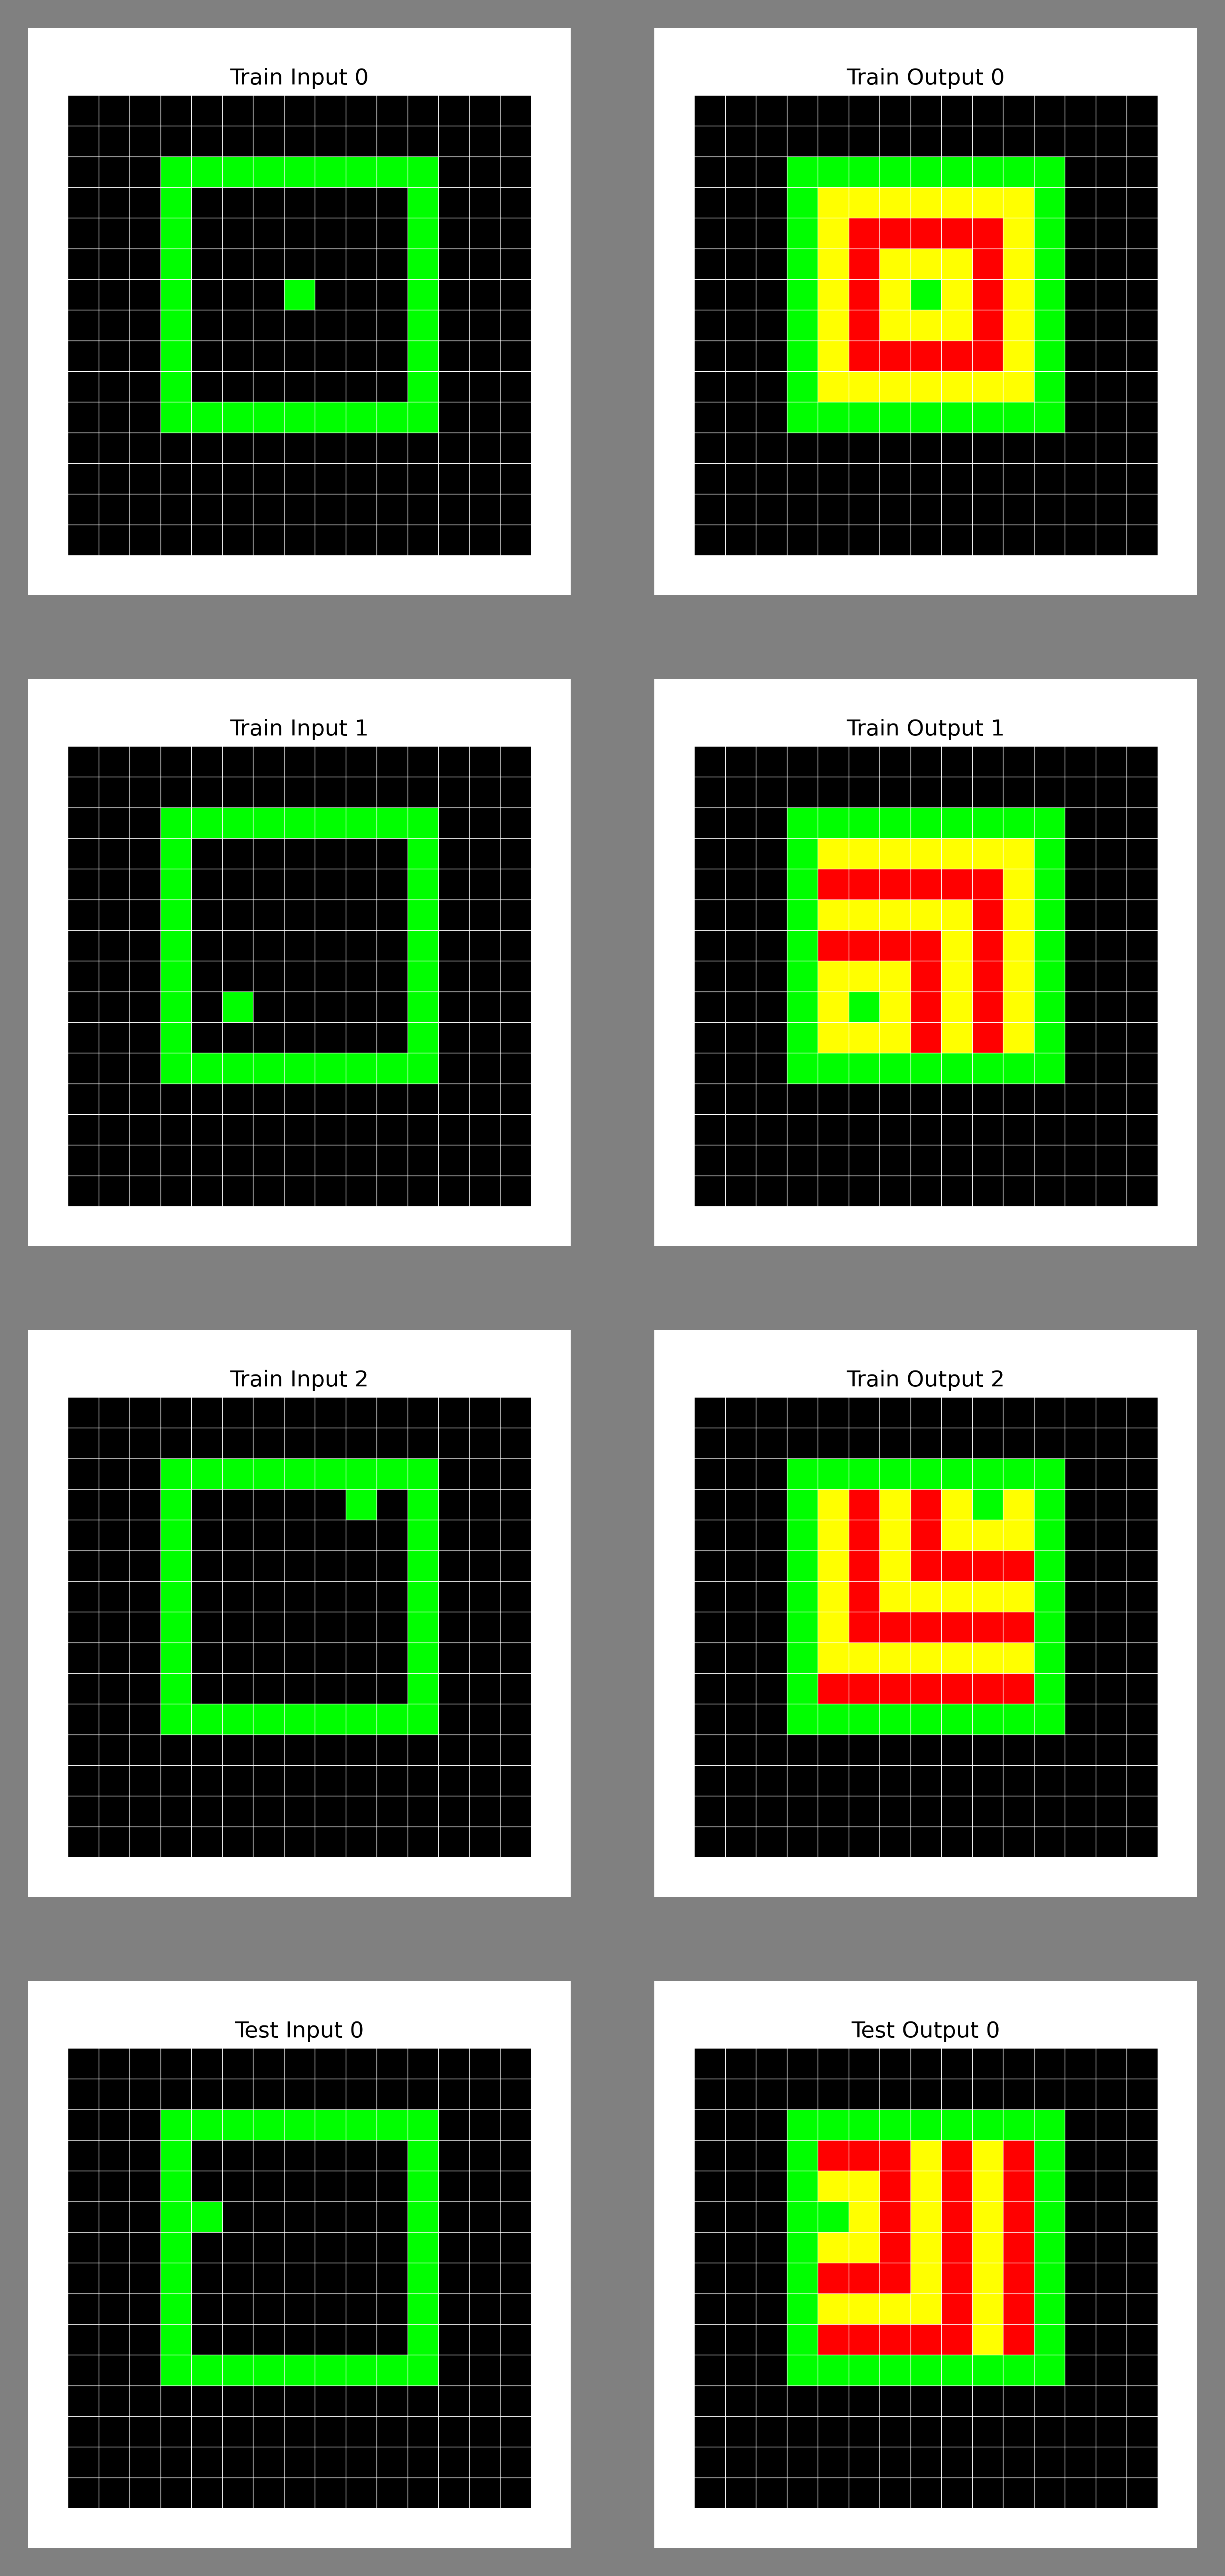 Train Input 0
Train Output 0
Train Input 1
Train Output 1
Train Input 2
Train Output 2
Test Input 0
Test Output 0